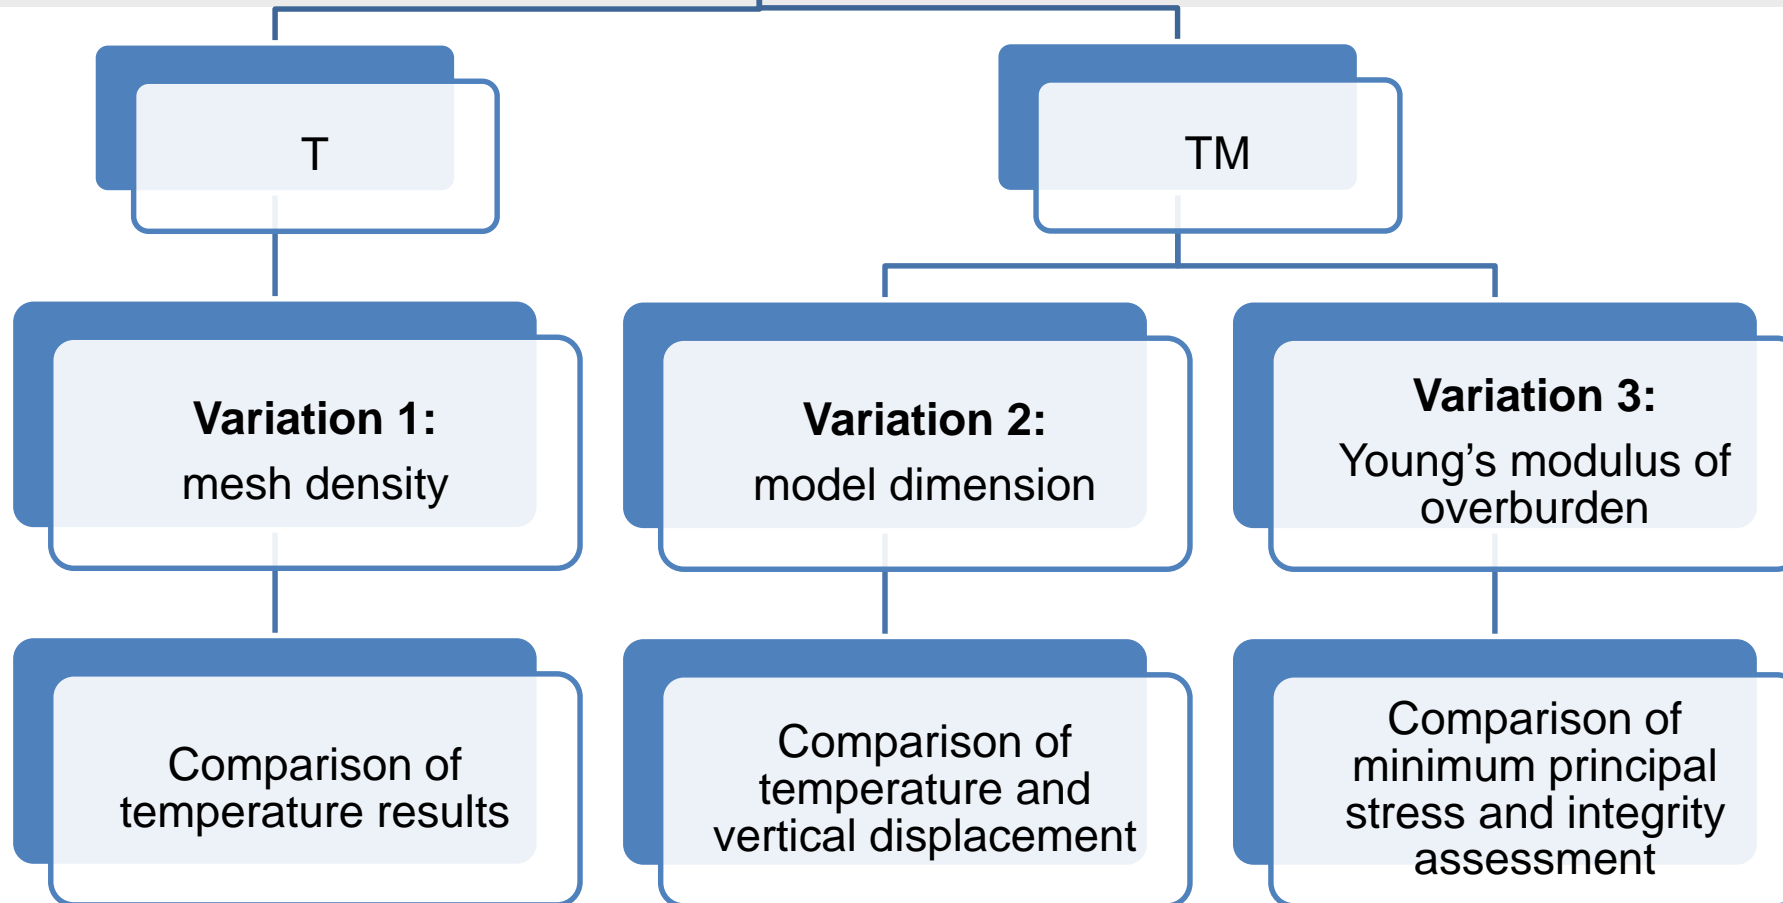 T
TM
Variation 1:
mesh density
Variation 2:
model dimension
Variation 3:
Young’s modulus of
overburden
Comparison of
temperature results
Comparison of
temperature and
vertical displacement
Comparison of
minimum principal
stress and integrity
assessment